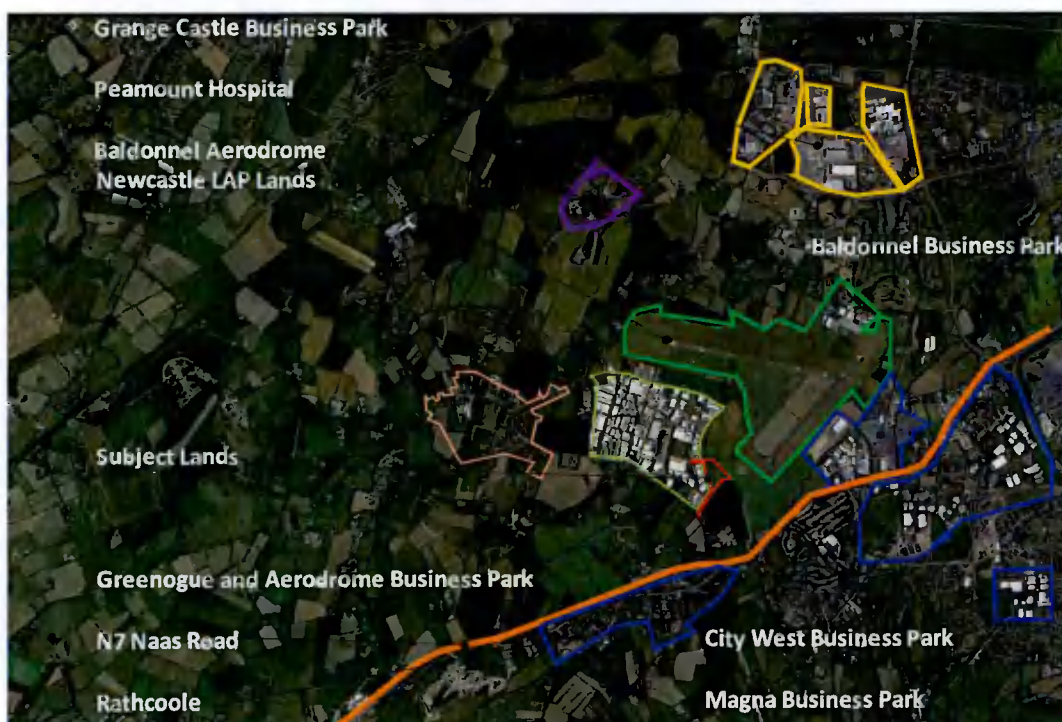 Grange Castle Business Park
Peamount Hospital
Baldonnel Aerodrome
Newcastle LAP Lands
Baldonnel Business Park
Subject Lands
Greenogue and Aerodrome Business Park
N7 Naas Road
City West Business Park
Rathcoole
Magna Business Park